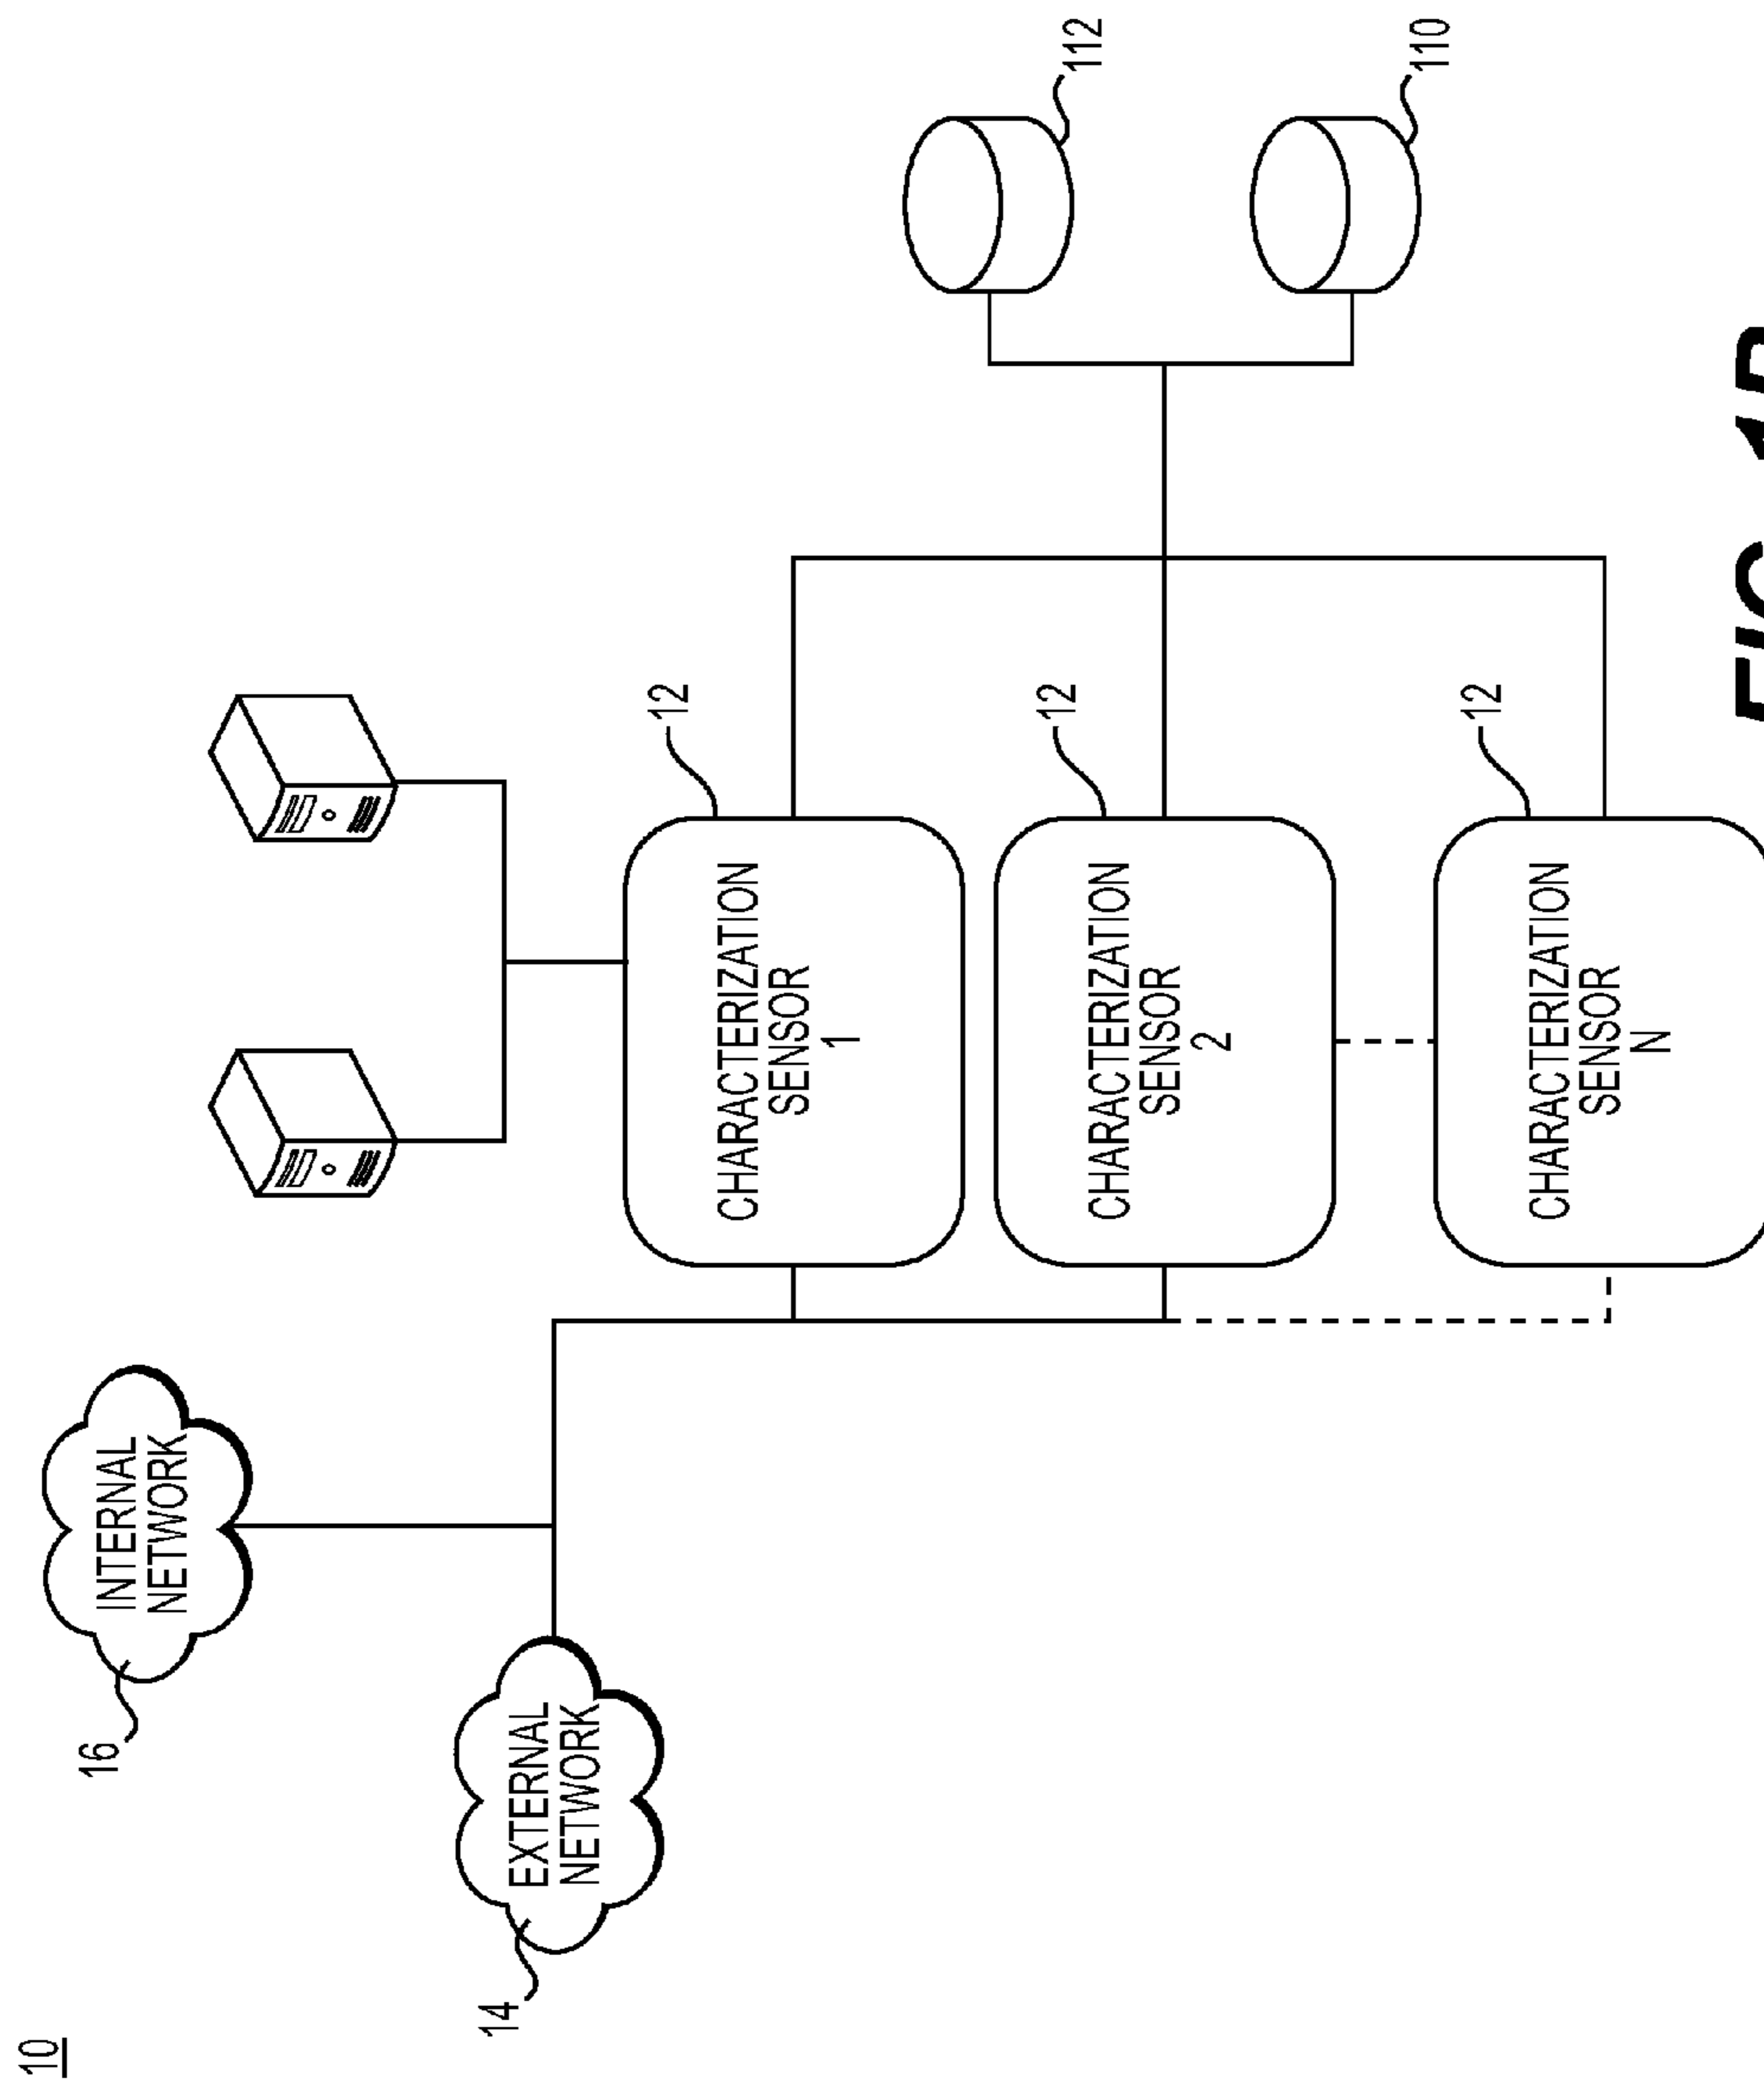 10
16
INTERNAL
NETWORK
14
EXTERNAL
NETWORK
12
CHARACTERIZATION
SENSOR
1
12
CHARACTERIZATION
SENSOR
2
12
CHARACTERIZATION
SENSOR
N
112
110